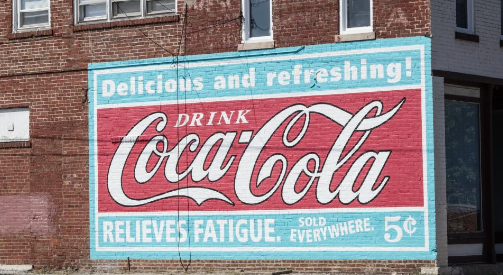 Delicious and refreshing!
DRINK
Coca-Cola
RELIEVES FATIGUE. SOLD EVERYWHERE. 5¢